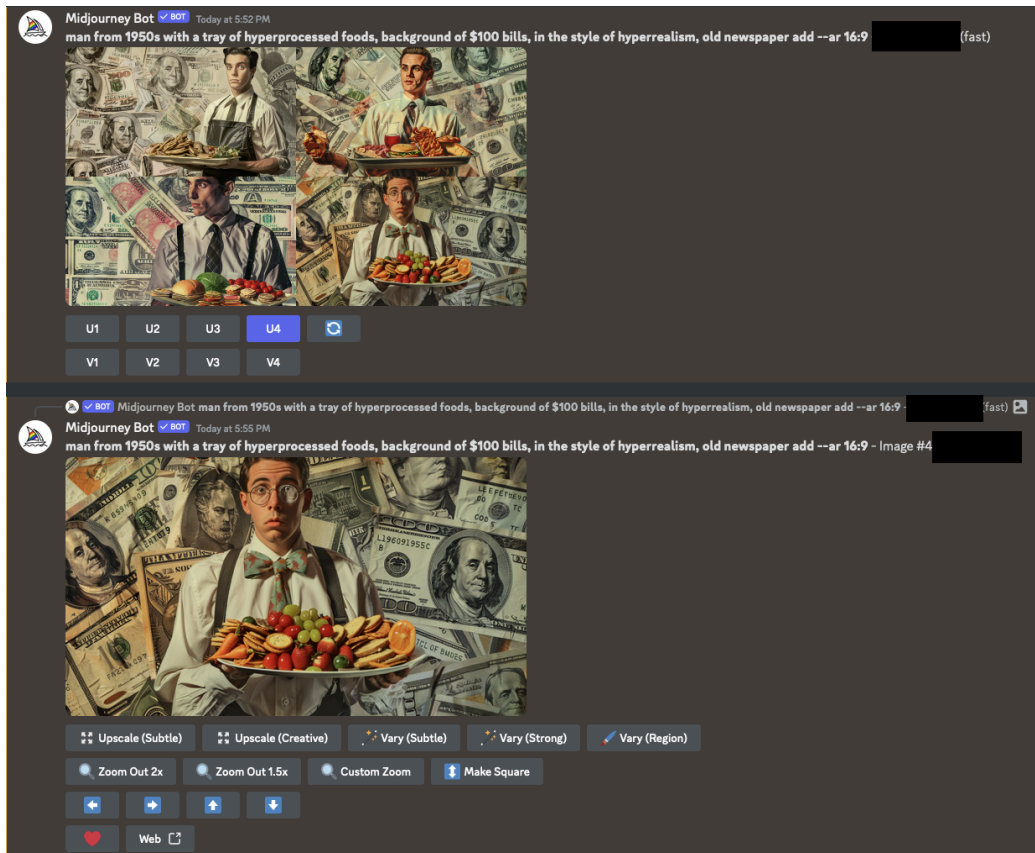 Midjourney Bot ✓ BOT Today at 5:52 PM
man from 1950s with a tray of hyperprocessed foods, background of $100 bills, in the style of hyperrealism, old newspaper add --ar 16:9 - (fast)
U1 U2 U3 U4
V1 V2 V3 V4
✓ BOT Midjourney Bot man from 1950s with a tray of hyperprocessed foods, background of $100 bills, in the style of hyperrealism, old newspaper add --ar 16:9 - (fast)
Midjourney Bot ✓ BOT Today at 5:55 PM
man from 1950s with a tray of hyperprocessed foods, background of $100 bills, in the style of hyperrealism, old newspaper add --ar 16:9 - Image #4
L19609195SC
B
Upscale (Subtle) Upscale (Creative) Vary (Subtle) Vary (Strong) Vary (Region)
Zoom Out 2x Zoom Out 1.5x Custom Zoom Make Square
Web